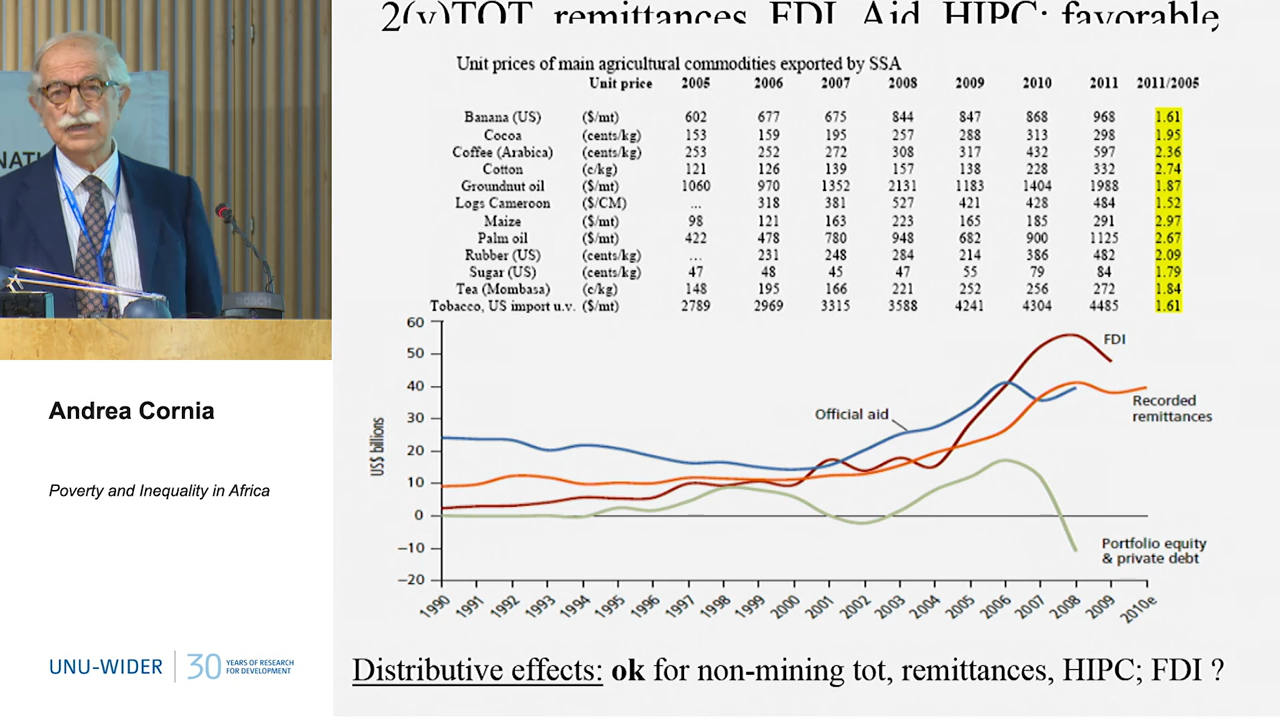 2(v)TOT, remittances, FDI, Aid, HIPC: favorable,
Unit prices of main agricultural commodities exported by SSA
Unit price 2005 2006 2007 2008 2009 2010 2011 2011/2005
Banana (US) ($/mt) 602 677 675 844 847 868 968 1.61
Cocoa (cents/kg) 153 159 195 257 288 313 298 1.95
Coffee (Arabica) (cents/kg) 253 252 272 308 317 432 597 2.36
Cotton (c/kg) 121 126 139 157 138 228 332 2.74
Groundnut oil ($/mt) 1060 970 1352 2131 1183 1404 1988 1.87
Logs Cameroon ($/CM) ... 318 381 527 421 428 484 1.52
Maize ($/mt) 98 121 163 223 165 185 291 2.97
Palm oil ($/mt) 422 478 780 948 682 900 1125 2.67
Rubber (US) (cents/kg) ... 231 248 284 214 386 482 2.09
Sugar (US) (cents/kg) 47 48 45 47 55 79 84 1.79
Tea (Mombasa) (c/kg) 148 195 166 221 252 256 272 1.84
Tobacco, US import u.v. ($/mt) 2789 2969 3315 3588 4241 4304 4485 1.61
60
50
40
30
20
10
0
−10
−20
US$ billions
FDI
Official aid
Recorded
remittances
Portfolio equity
& private debt
1990 1991 1992 1993 1994 1995 1996 1997 1998 1999 2000 2001 2002 2003 2004 2005 2006 2007 2008 2009 2010e
Distributive effects: ok for non-mining tot, remittances, HIPC; FDI ?
NATI
BOSCH
Andrea Cornia
Poverty and Inequality in Africa
UNU-WIDER
30 YEARS OF RESEARCH
FOR DEVELOPMENT